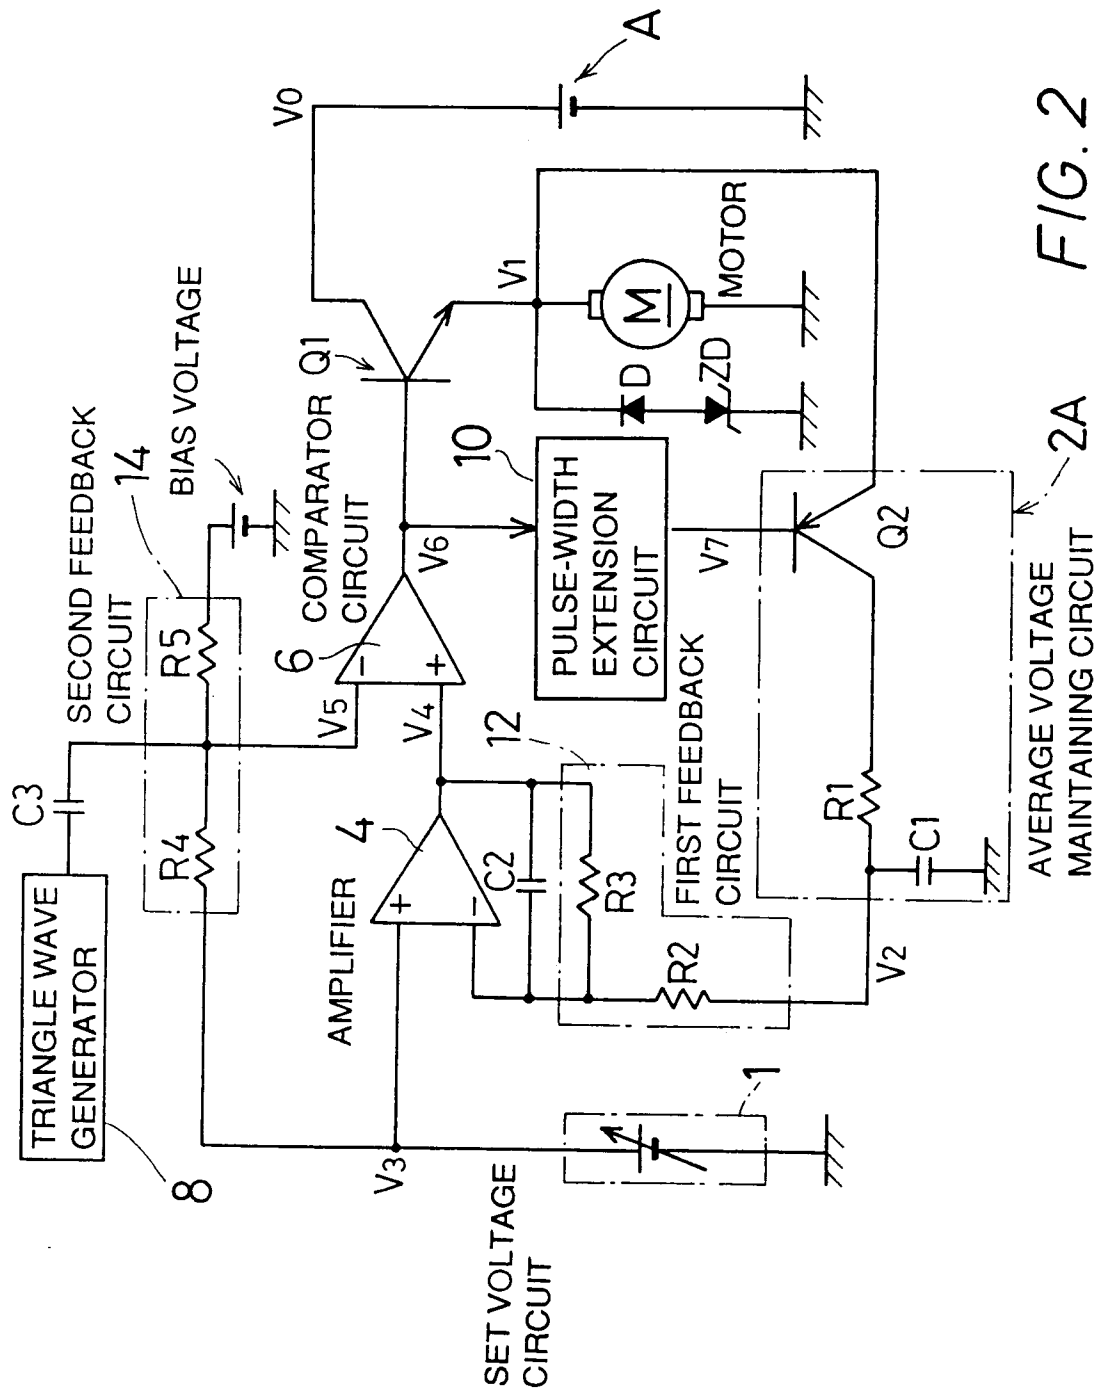 TRIANGLE WAVE
GENERATOR
8
C3
SECOND FEEDBACK
CIRCUIT
14
R4
R5
BIAS VOLTAGE
V0
A
COMPARATOR
CIRCUIT
Q1
6
−
+
V5
V4
V6
V3
AMPLIFIER
4
+
−
C2
R3
R2
12
FIRST FEEDBACK
CIRCUIT
10
PULSE-WIDTH
EXTENSION
CIRCUIT
V7
V1
M
MOTOR
D
ZD
SET VOLTAGE
CIRCUIT
1
V2
R1
C1
Q2
2A
AVERAGE VOLTAGE
MAINTAINING CIRCUIT
FIG. 2